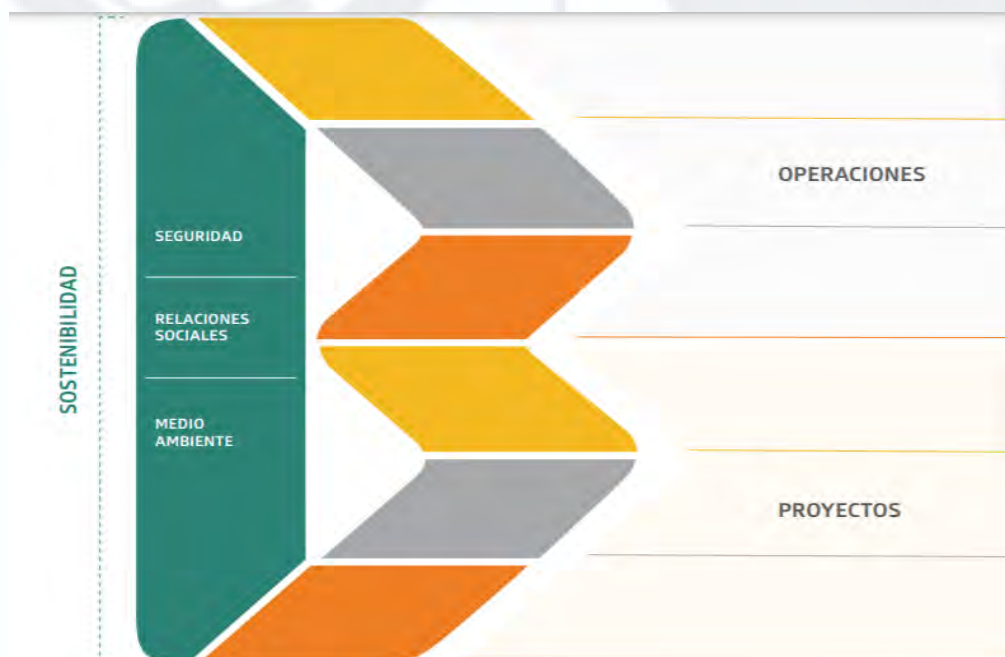 SOSTENIBILIDAD
SEGURIDAD
RELACIONES
SOCIALES
MEDIO
AMBIENTE
OPERACIONES
PROYECTOS